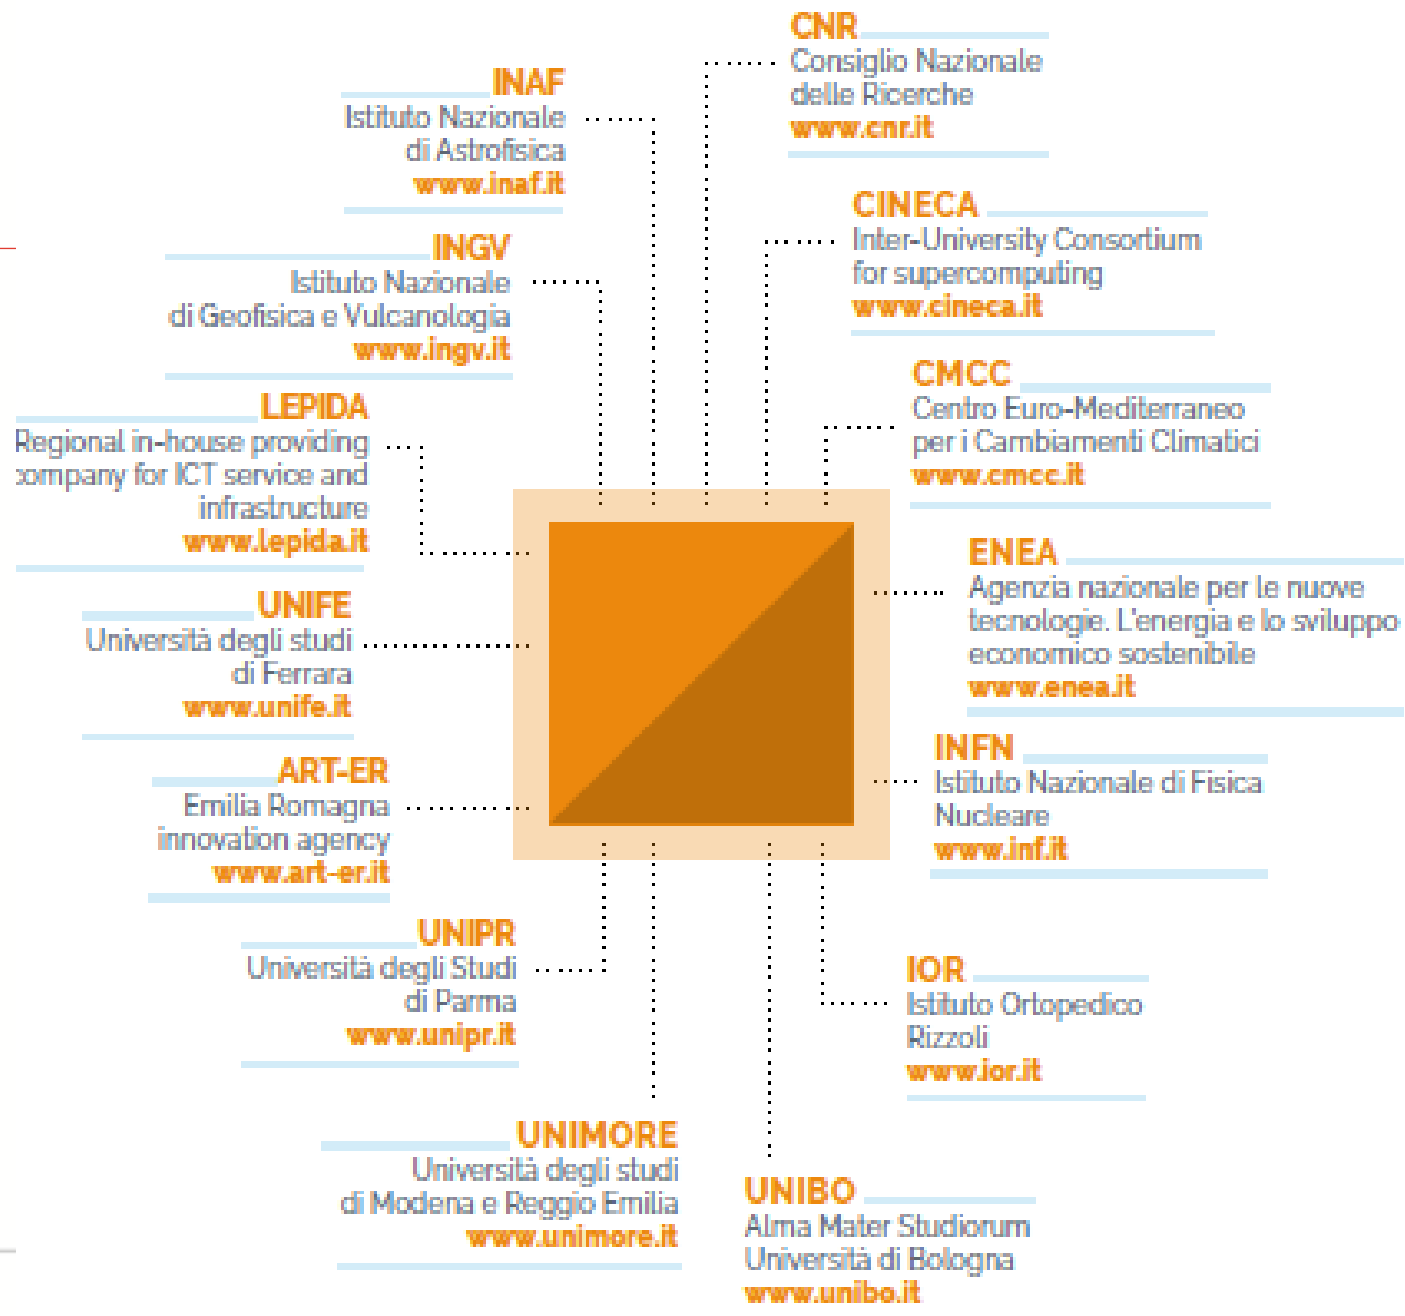 CNR
Consiglio Nazionale
delle Ricerche
www.cnr.it
INAF
Istituto Nazionale
di Astrofisica
www.inaf.it
CINECA
Inter-University Consortium
for supercomputing
www.cineca.it
INGV
Istituto Nazionale
di Geofisica e Vulcanologia
www.ingv.it
CMCC
Centro Euro-Mediterraneo
per i Cambiamenti Climatici
www.cmcc.it
LEPIDA
Regional in-house providing
company for ICT service and
infrastructure
www.lepida.it
ENEA
Agenzia nazionale per le nuove
tecnologie. L'energia e lo sviluppo
economico sostenibile
www.enea.it
UNIFE
Università degli studi
di Ferrara
www.unife.it
INFN
Istituto Nazionale di Fisica
Nucleare
www.inf.it
ART-ER
Emilia Romagna
innovation agency
www.art-er.it
UNIPR
Università degli Studi
di Parma
www.unipr.it
IOR
Istituto Ortopedico
Rizzoli
www.ior.it
UNIMORE
Università degli studi
di Modena e Reggio Emilia
www.unimore.it
UNIBO
Alma Mater Studiorum
Università di Bologna
www.unibo.it